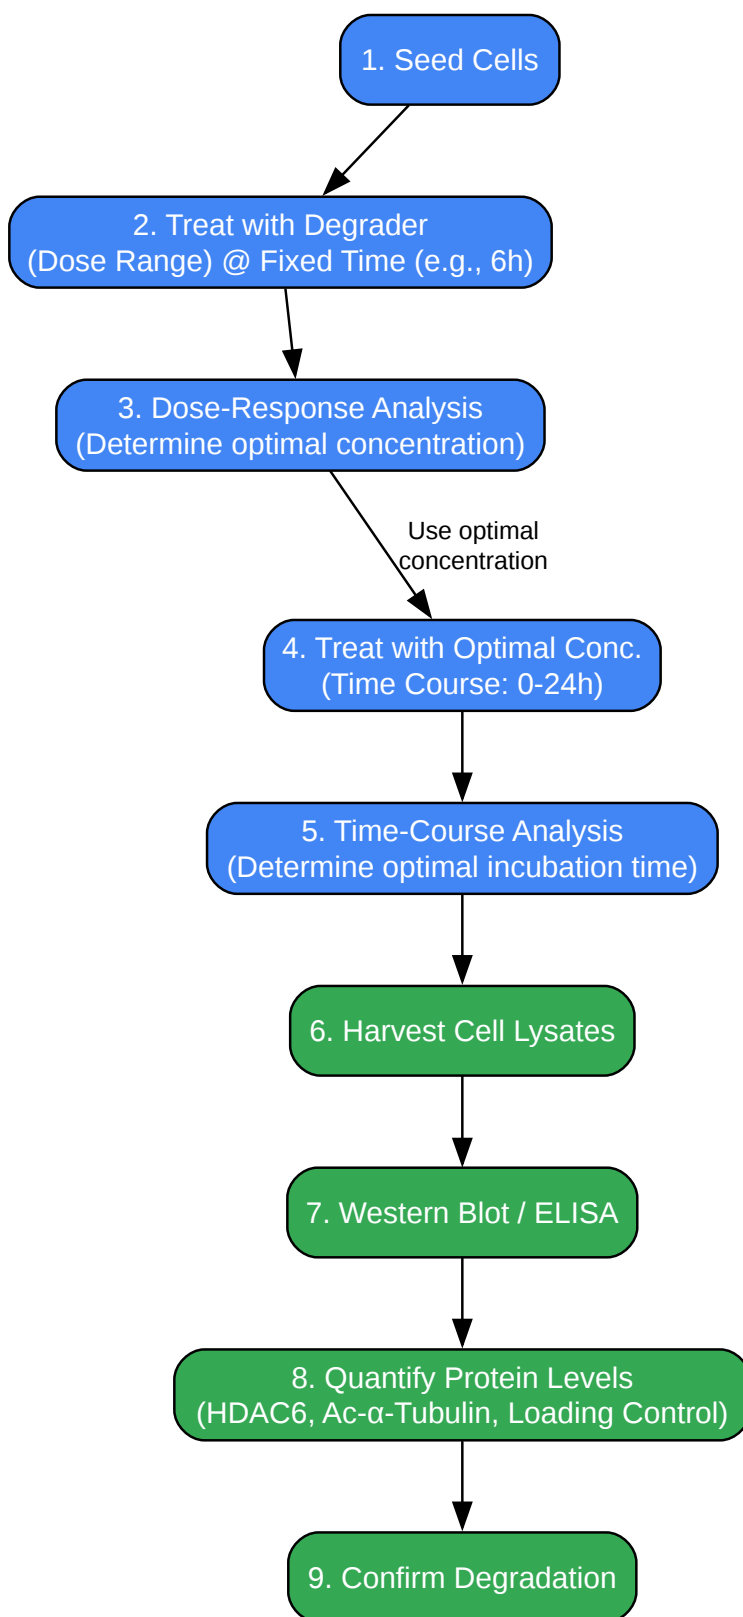 1. Seed Cells
2. Treat with Degrader
(Dose Range) @ Fixed Time (e.g., 6h)
3. Dose-Response Analysis
(Determine optimal concentration)
Use optimal
concentration
4. Treat with Optimal Conc.
(Time Course: 0-24h)
5. Time-Course Analysis
(Determine optimal incubation time)
6. Harvest Cell Lysates
7. Western Blot / ELISA
8. Quantify Protein Levels
(HDAC6, Ac-α-Tubulin, Loading Control)
9. Confirm Degradation